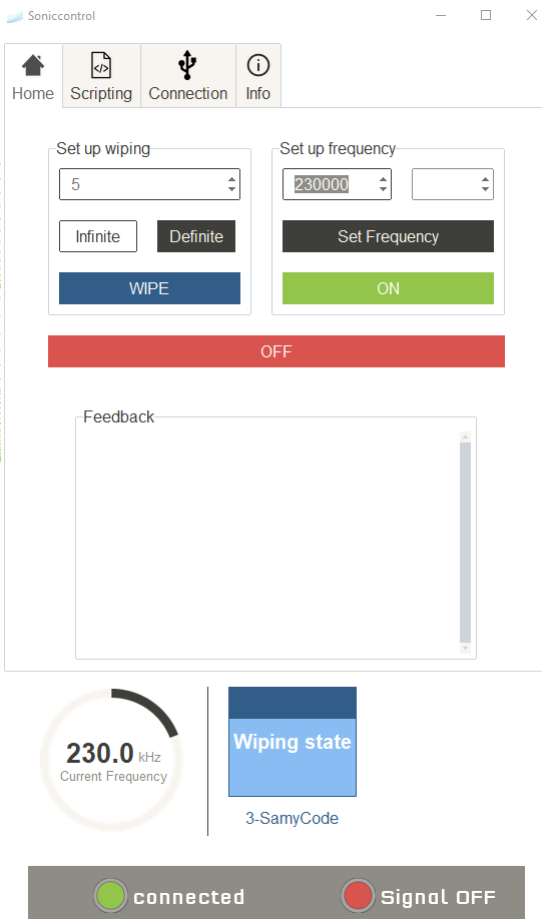 Soniccontrol
Home Scripting Connection Info
Set up wiping
5
Infinite Definite
WIPE
Set up frequency
230000
Set Frequency
ON
OFF
Feedback
230.0 kHz
Current Frequency
Wiping state
3-SamyCode
connected Signal OFF